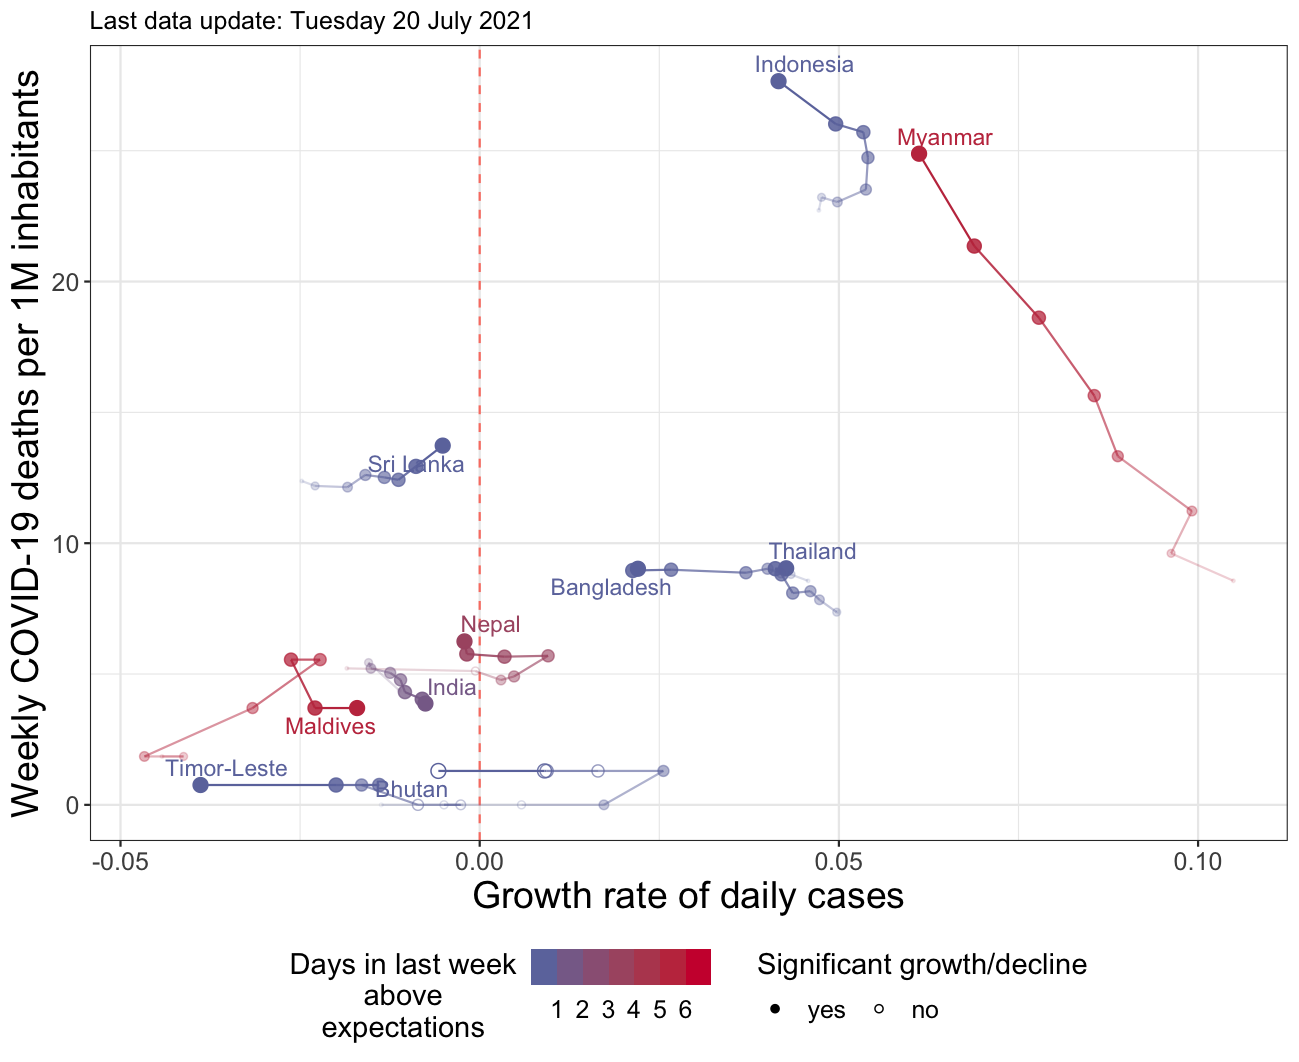 Last data update: Tuesday 20 July 2021
Weekly COVID-19 deaths per 1M inhabitants
Indonesia
Myanmar
20
Sri Lanka
10
Thailand
Bangladesh
Nepal
India
Maldives
Timor-Leste
Bhutan
0
-0.05 0.00 0.05 0.10
Growth rate of daily cases
Days in last week
above
expectations
1 2 3 4 5 6
Significant growth/decline
yes no